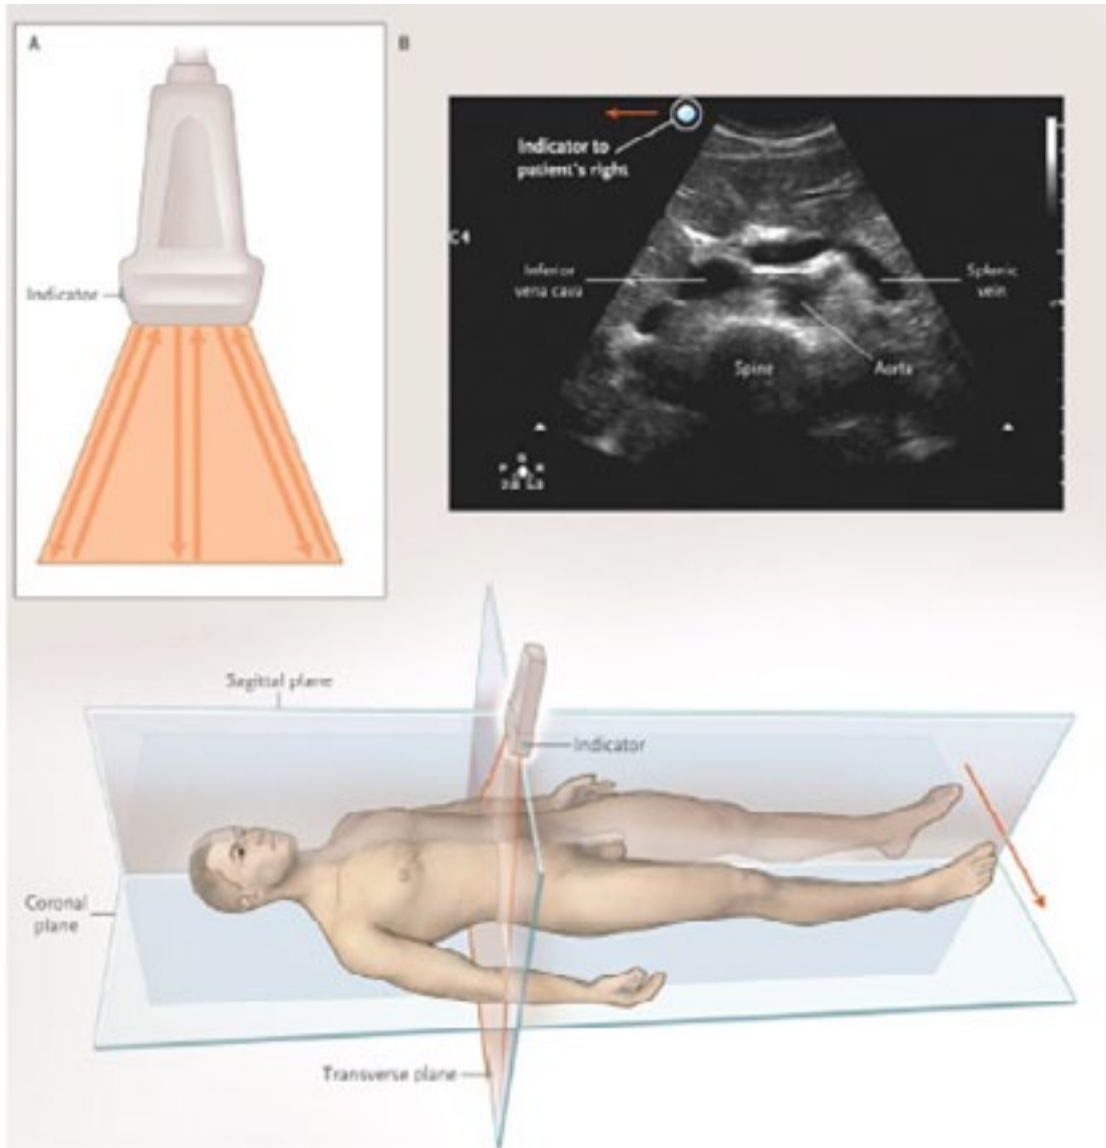 A
B
Indicator
Indicator to
patient's right
C4
Inferior
vena cava
Splenic
vein
Spine
Aorta
Sagittal plane
Indicator
Coronal
plane
Transverse plane